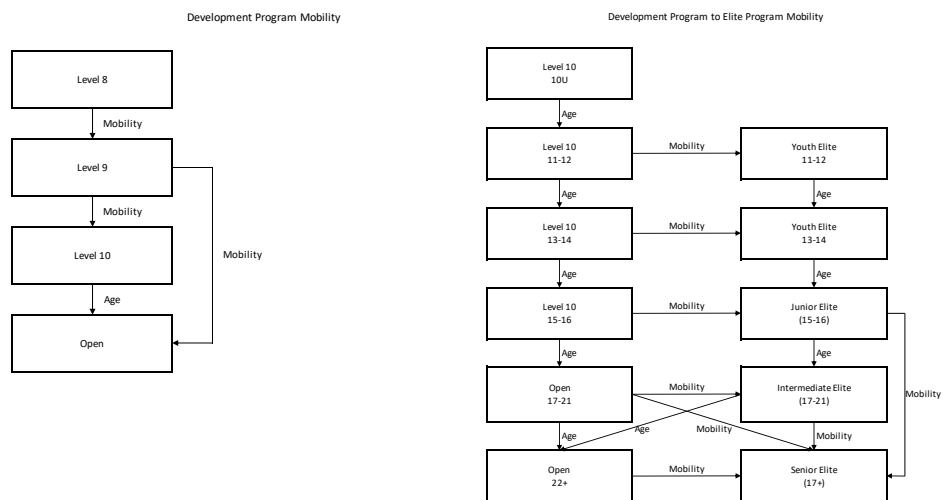 Development Program Mobility
Level 8
Mobility
Level 9
Mobility
Mobility
Level 10
Age
Open
Development Program to Elite Program Mobility
Level 10
10U
Age
Level 10
11-12
Mobility
Youth Elite
11-12
Age
Age
Level 10
13-14
Mobility
Youth Elite
13-14
Age
Age
Level 10
15-16
Mobility
Junior Elite
(15-16)
Age
Age
Mobility
Open
17-21
Mobility
Intermediate Elite
(17-21)
Age
Age
Mobility
Mobility
Open
22+
Mobility
Senior Elite
(17+)